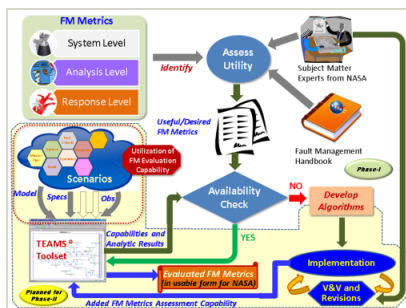 FM Metrics
System Level
Analysis Level
Response Level
Identify
Assess
Utility
Subject Matter
Experts from NASA
Useful/Desired
FM Metrics
Fault Management
Handbook
Phase-I
Utilization of
FM Evaluation
Capability
Scenarios
Model
Specs
Obs
Availability
Check
NO
YES
Develop
Algorithms
Capabilities and
Analytic Results
TEAMS
Toolset
Implementation
V&V and
Revisions
Evaluated FM Metrics
(in usable form for NASA)
Planned for
Phase-II
Added FM Metrics Assessment Capability